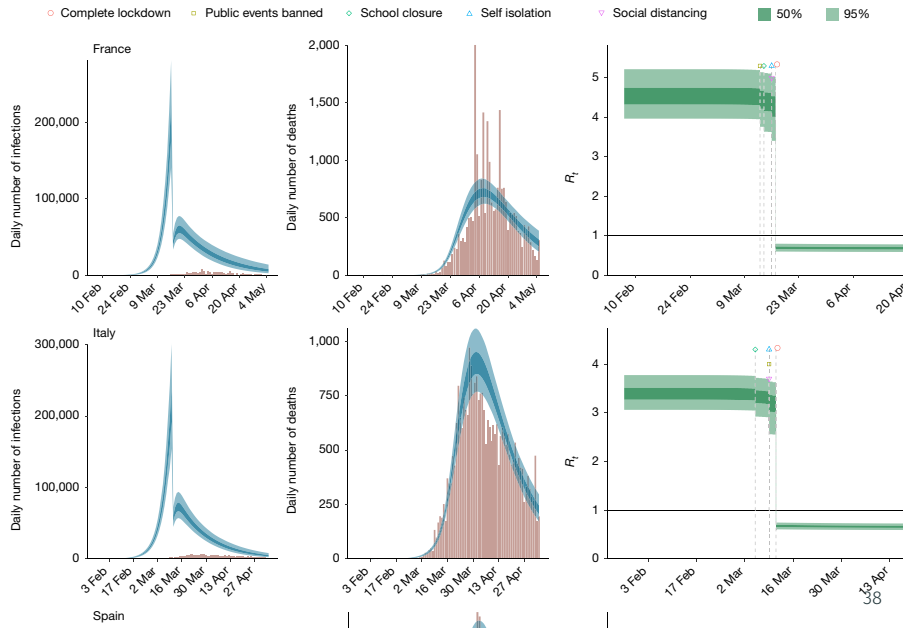 Complete lockdown Public events banned School closure Self isolation Social distancing 50% 95%
France
Daily number of infections
200,000
100,000
0
10 Feb 24 Feb 9 Mar 23 Mar 6 Apr 20 Apr 4 May
Daily number of deaths
2,000
1,500
1,000
500
0
10 Feb 24 Feb 9 Mar 23 Mar 6 Apr 20 Apr 4 May
Rt
5
4
3
2
1
0
10 Feb 24 Feb 9 Mar 23 Mar 6 Apr 20 Apr
Italy
Daily number of infections
300,000
200,000
100,000
0
3 Feb 17 Feb 2 Mar 16 Mar 30 Mar 13 Apr 27 Apr
Daily number of deaths
1,000
750
500
250
0
3 Feb 17 Feb 2 Mar 16 Mar 30 Mar 13 Apr 27 Apr
Rt
4
3
2
1
0
3 Feb 17 Feb 2 Mar 16 Mar 30 Mar 13 Apr
38
Spain